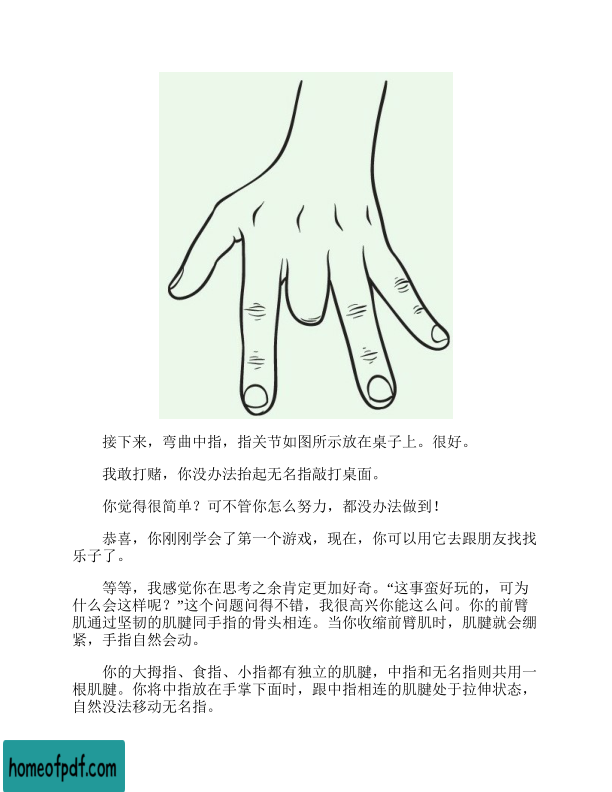 接下来，弯曲中指，指关节如图所示放在桌子上。很好。
我敢打赌，你没办法抬起无名指敲打桌面。
你觉得很简单？可不管你怎么努力，都没办法做到！
恭喜，你刚刚学会了第一个游戏，现在，你可以用它去跟朋友找找
乐子了。
等等，我感觉你在思考之余肯定更加好奇。“这事蛮好玩的，可为
什么会这样呢？”这个问题问得不错，我很高兴你能这么问。你的前臂
肌通过坚韧的肌腱同手指的骨头相连。当你收缩前臂肌时，肌腱就会绷
紧，手指自然会动。
你的大拇指、食指、小指都有独立的肌腱，中指和无名指则共用一
根肌腱。你将中指放在手掌下面时，跟中指相连的肌腱处于拉伸状态，
自然没法移动无名指。
homeofpdf.com